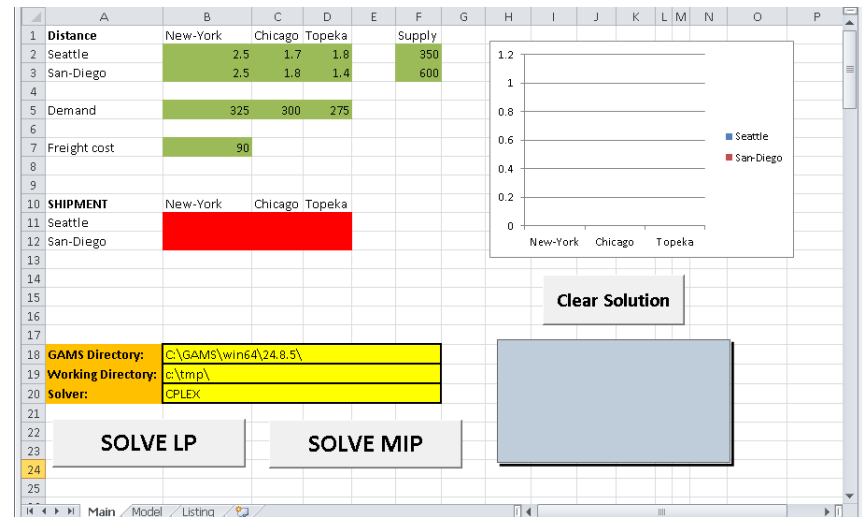 A B C D E F G H I J K L M N O P
1 Distance New-York Chicago Topeka Supply
2 Seattle 2.5 1.7 1.8 350
3 San-Diego 2.5 1.8 1.4 600
4
5 Demand 325 300 275
6
7 Freight cost 90
8
9
10 SHIPMENT New-York Chicago Topeka
11 Seattle
12 San-Diego
13
14
15
16
17
18 GAMS Directory: C:\GAMS\win64\24.8.5\
19 Working Directory: c:\tmp\
20 Solver: CPLEX
21
22
23
24
25
SOLVE LP SOLVE MIP
1.2
1
0.8
0.6
0.4
0.2
0
New-York Chicago Topeka
Seattle
San-Diego
Clear Solution
Main Model Listing